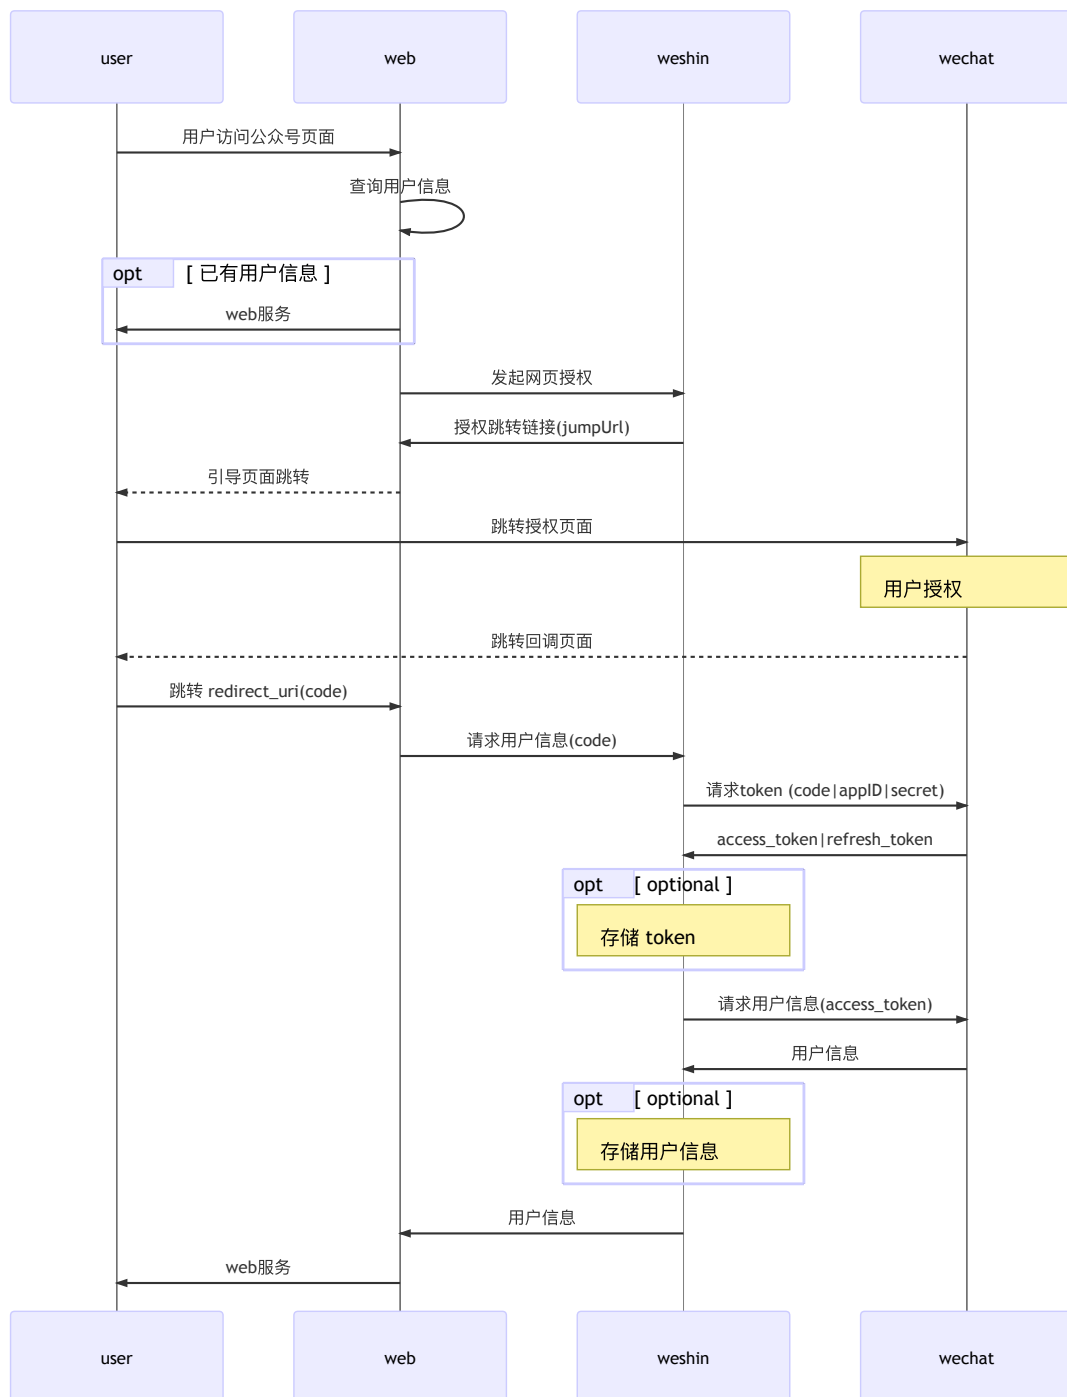 user
web
weshin
wechat
用户访问公众号页面
查询用户信息
opt
[ 已有用户信息 ]
web服务
发起网页授权
授权跳转链接(jumpUrl)
引导页面跳转
跳转授权页面
用户授权
跳转回调页面
跳转 redirect_uri(code)
请求用户信息(code)
请求token (code|appID|secret)
access_token|refresh_token
opt
[ optional ]
存储 token
请求用户信息(access_token)
用户信息
opt
[ optional ]
存储用户信息
用户信息
web服务
user
web
weshin
wechat